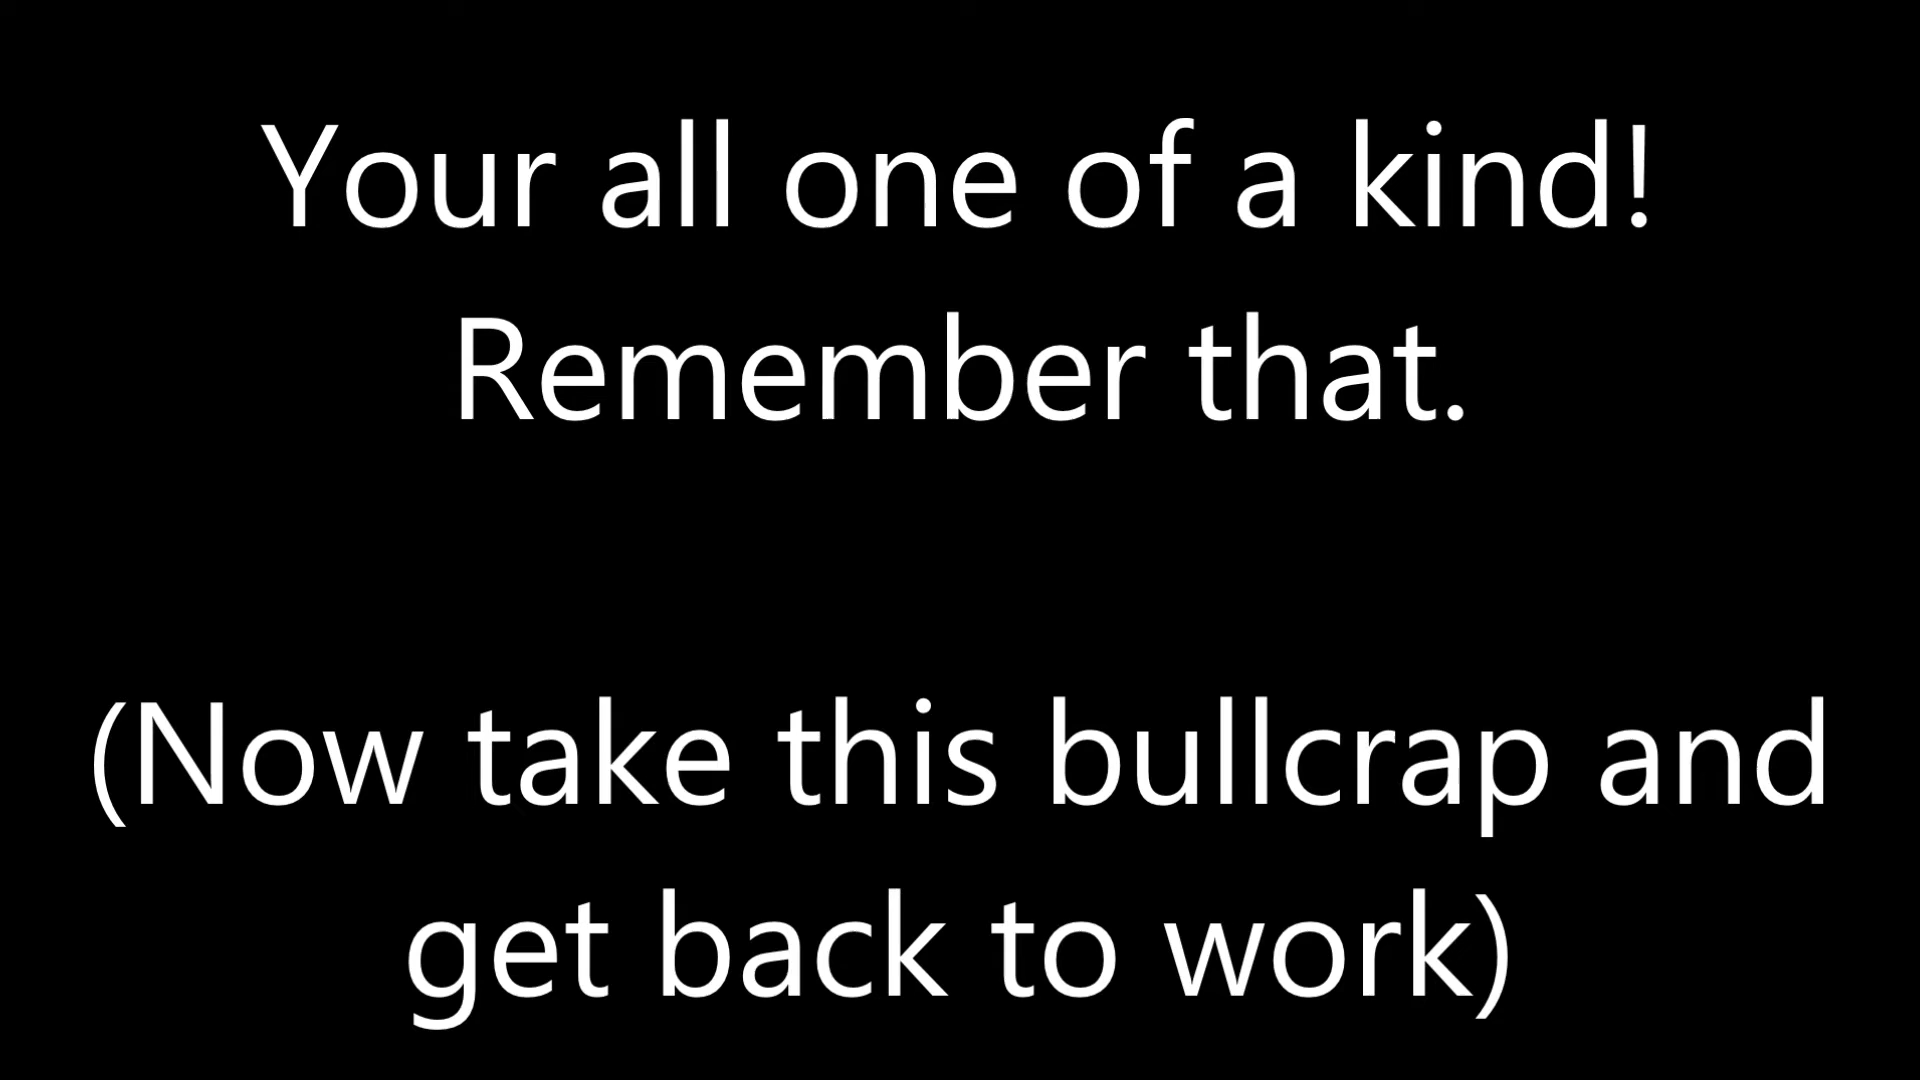 Your all one of a kind!
Remember that.
(Now take this bullcrap and
get back to work)